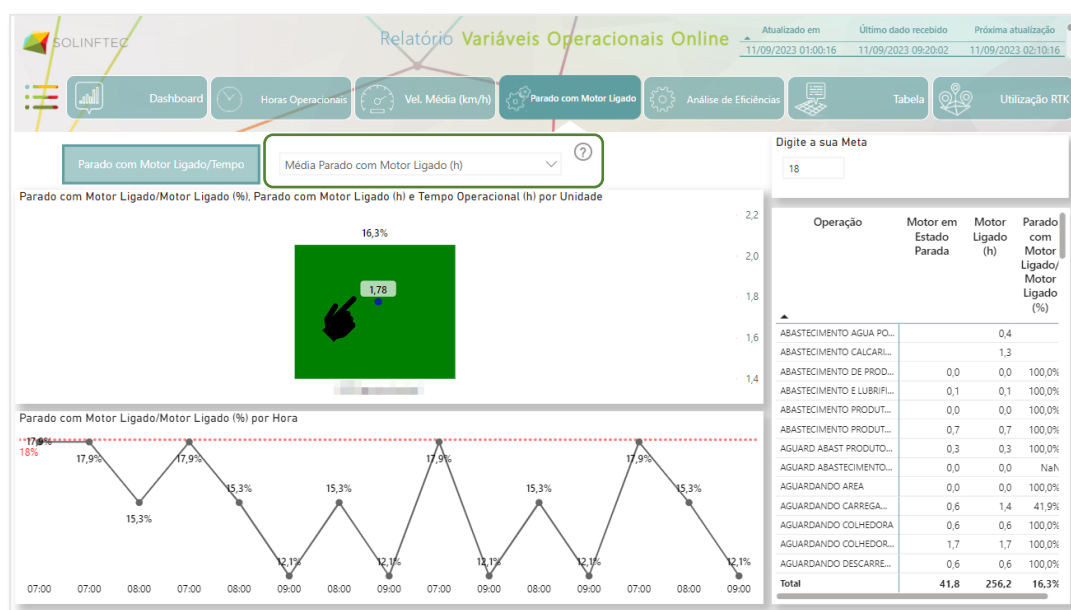 SOLINFTEC
Relatório Variáveis Operacionais Online
Atualizado em
11/09/2023 01:00:16
Último dado recebido
11/09/2023 09:20:02
Próxima atualização
11/09/2023 02:10:16
Dashboard
Horas Operacionais
Vel. Média (km/h)
Parado com Motor Ligado
Análise de Eficiências
Tabela
Utilização RTK
Parado com Motor Ligado/Tempo
Média Parado com Motor Ligado (h)
?
Digite a sua Meta
18
Parado com Motor Ligado/Motor Ligado (%), Parado com Motor Ligado (h) e Tempo Operacional (h) por Unidade
16,3%
1,78
2,2
2,0
1,8
1,6
1,4
Parado com Motor Ligado/Motor Ligado (%) por Hora
17,9%
18%
17,9%
15,3%
17,9%
15,3%
12,1%
15,3%
12,1%
17,9%
12,1%
15,3%
12,1%
17,9%
15,3%
12,1%
07:00 07:00 08:00 07:00 08:00 09:00 08:00 09:00 07:00 09:00 08:00 09:00 07:00 08:00 09:00
Operação
Motor em
Estado
Parada
Motor
Ligado
(h)
Parado
com
Motor
Ligado/
Motor
Ligado
(%)
ABASTECIMENTO AGUA PO... 0,4
ABASTECIMENTO CALCARI... 1,3
ABASTECIMENTO DE PROD... 0,0 0,0 100,0%
ABASTECIMENTO E LUBRIFI... 0,1 0,1 100,0%
ABASTECIMENTO PRODUT... 0,0 0,0 100,0%
ABASTECIMENTO PRODUT... 0,7 0,7 100,0%
AGUARD ABAST PRODUTO... 0,3 0,3 100,0%
AGUARD ABASTECIMENTO... 0,0 0,0 NaN
AGUARDANDO AREA 0,0 0,0 100,0%
AGUARDANDO CARREGA... 0,6 1,4 41,9%
AGUARDANDO COLHEDORA 0,6 0,6 100,0%
AGUARDANDO COLHEDOR... 1,7 1,7 100,0%
AGUARDANDO DESCARRE... 0,6 0,6 100,0%
Total 41,8 256,2 16,3%